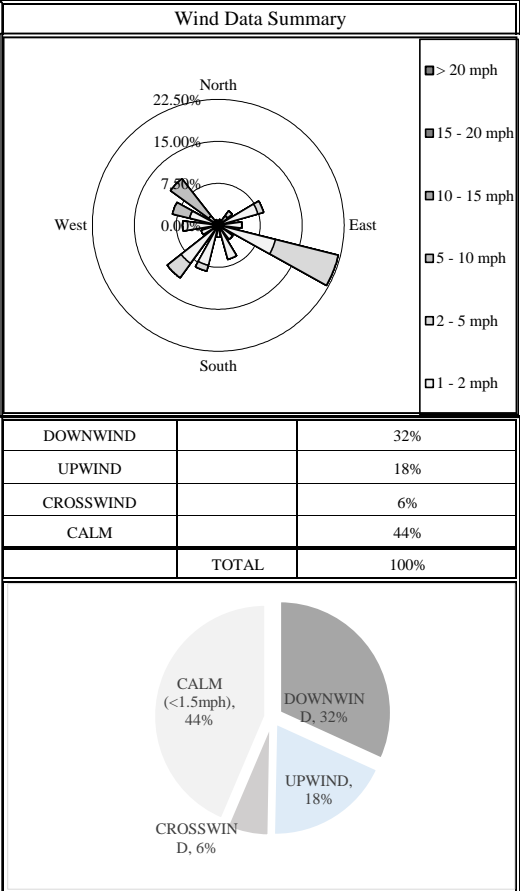 Wind Data Summary
North
22.50%
15.00%
7.50%
0.00%
West
East
South
> 20 mph
15 - 20 mph
10 - 15 mph
5 - 10 mph
2 - 5 mph
1 - 2 mph
DOWNWIND 32%
UPWIND 18%
CROSSWIND 6%
CALM 44%
TOTAL 100%
CALM
(<1.5mph),
44%
DOWNWIN
D, 32%
UPWIND,
18%
CROSSWIN
D, 6%